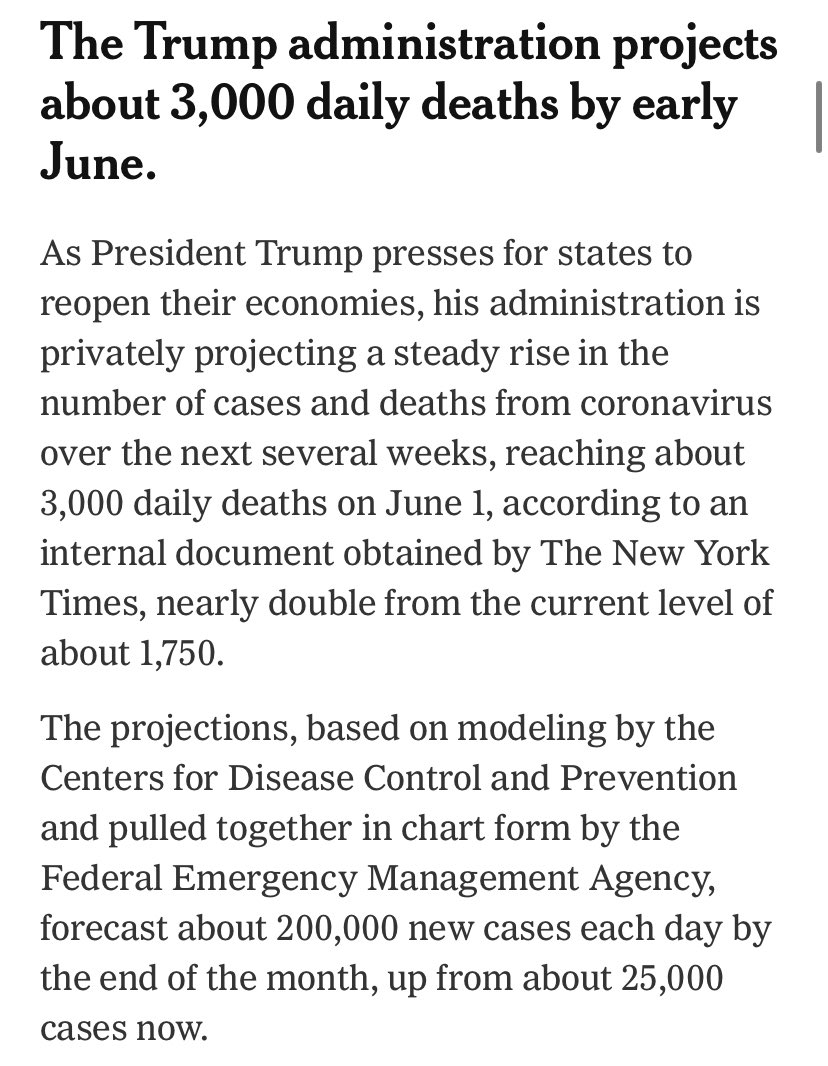 The Trump administration projects
about 3,000 daily deaths by early
June.
As President Trump presses for states to
reopen their economies, his administration is
privately projecting a steady rise in the
number of cases and deaths from coronavirus
over the next several weeks, reaching about
3,000 daily deaths on June 1, according to an
internal document obtained by The New York
Times, nearly double from the current level of
about 1,750.
The projections, based on modeling by the
Centers for Disease Control and Prevention
and pulled together in chart form by the
Federal Emergency Management Agency,
forecast about 200,000 new cases each day by
the end of the month, up from about 25,000
cases now.